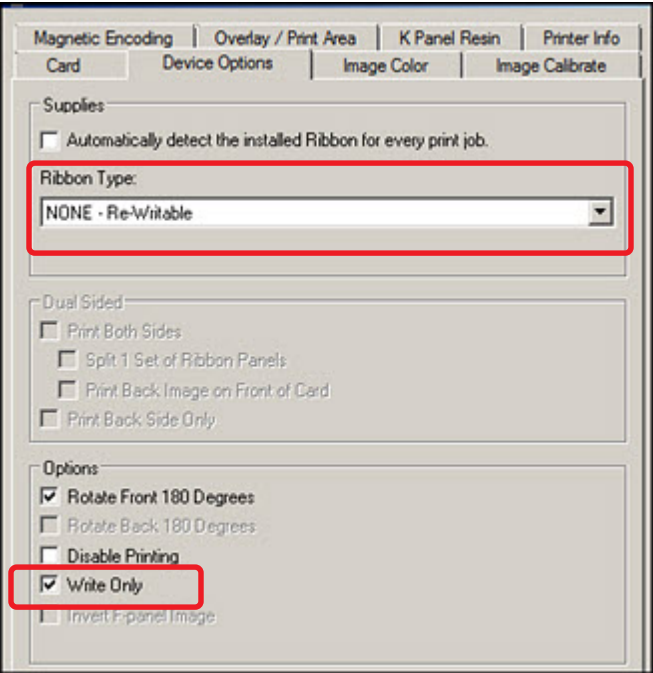 Magnetic Encoding Overlay / Print Area K Panel Resin Printer Info
Card Device Options Image Color Image Calibrate
Supplies
Automatically detect the installed Ribbon for every print job.
Ribbon Type:
NONE - Re-Writable
Dual Sided
Print Both Sides
Split 1 Set of Ribbon Panels
Print Back Image on Front of Card
Print Back Side Only
Options
Rotate Front 180 Degrees
Rotate Back 180 Degrees
Disable Printing
Write Only
Invert F-panel Image